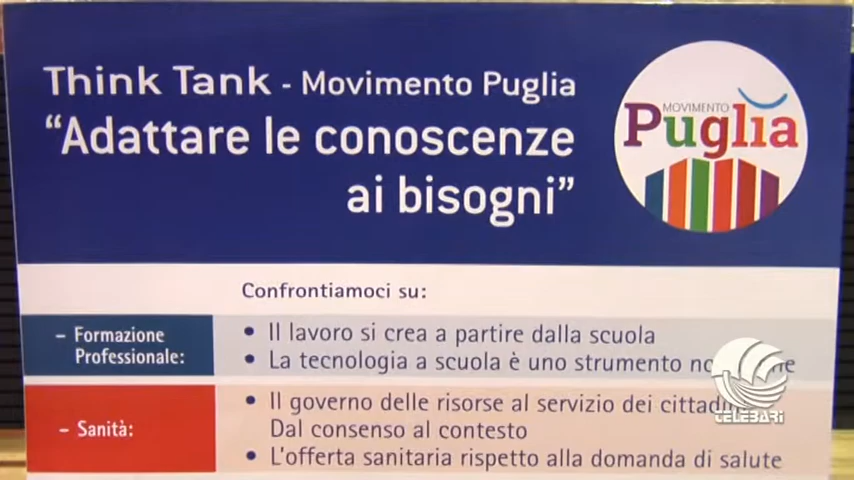 Think Tank - Movimento Puglia
“Adattare le conoscenze
ai bisogni”
MOVIMENTO
Puglia
Confrontiamoci su:
– Formazione
Professionale:
• Il lavoro si crea a partire dalla scuola
• La tecnologia a scuola è uno strumento
– Sanità:
• Il governo delle risorse al servizio dei
Dal consenso al contesto
• L'offerta sanitaria rispetto alla domanda di salute
TELEBARI